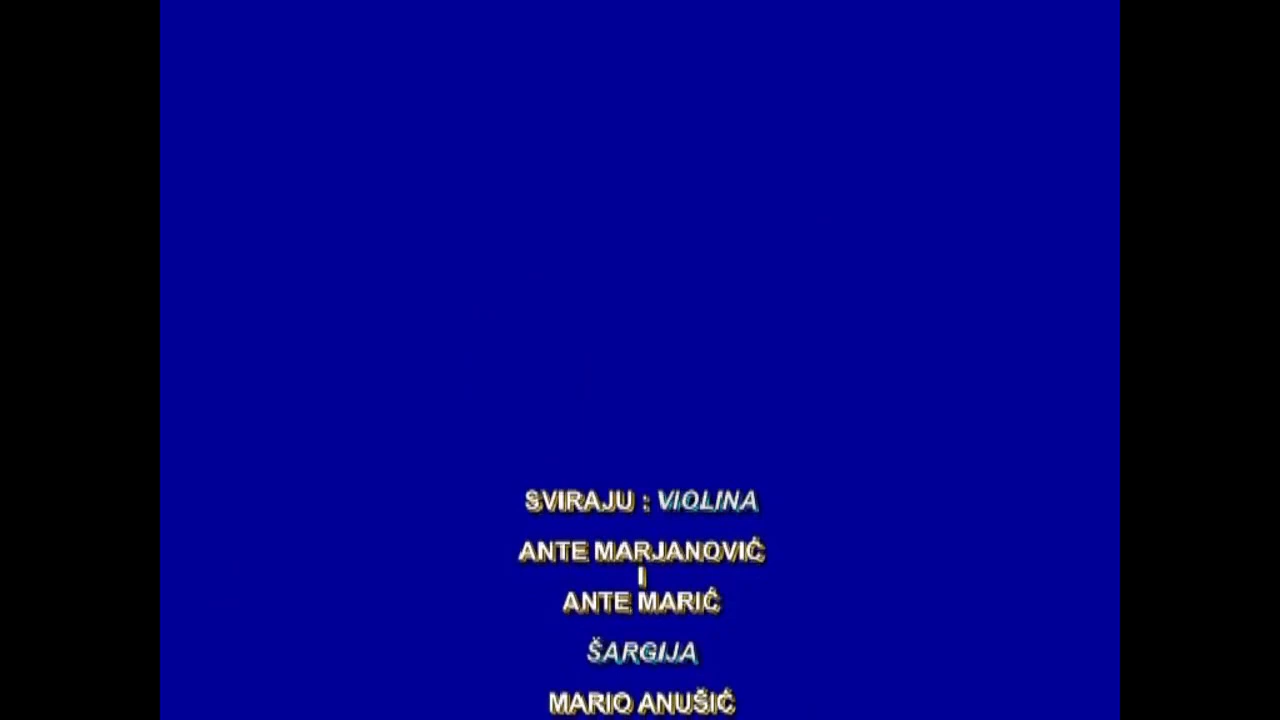 SVIRAJU : VIOLINA
ANTE MARJANOVIĆ
I
ANTE MARIĆ
ŠARGIJA
MARIO ANUŠIĆ